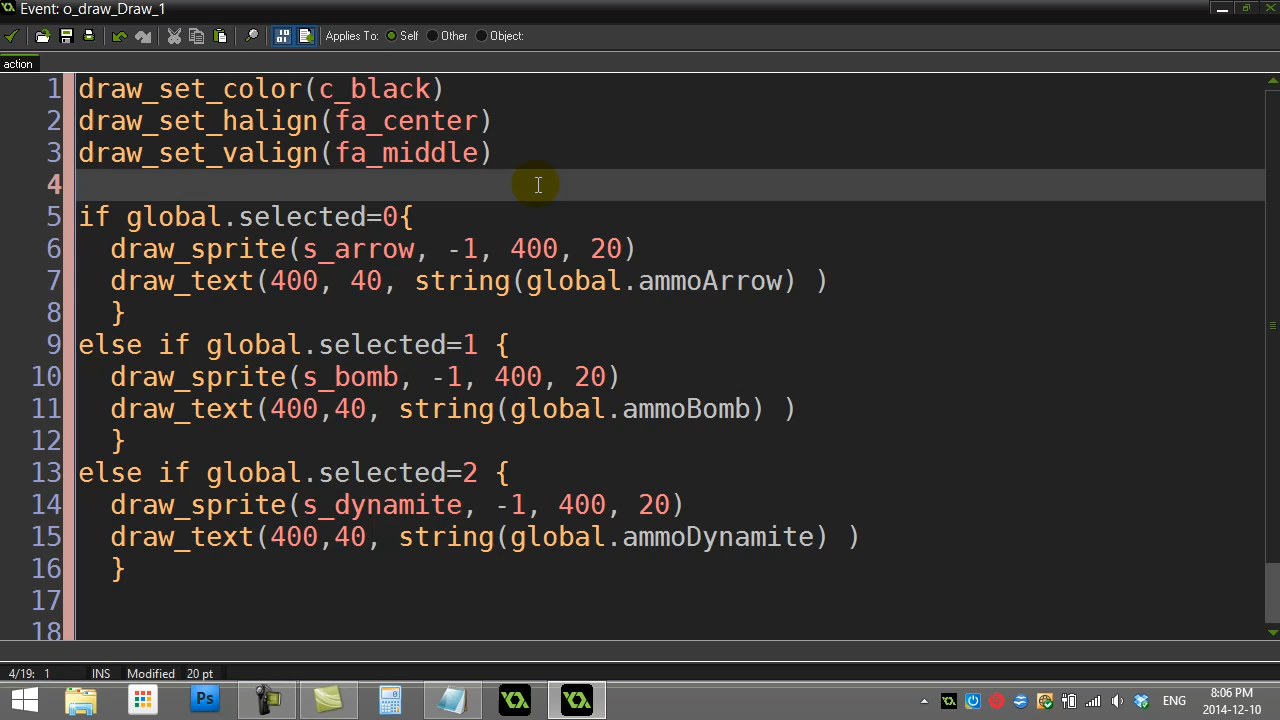 Event: o_draw_Draw_1
Applies To: Self Other Object:
action
1 draw_set_color(c_black)
2 draw_set_halign(fa_center)
3 draw_set_valign(fa_middle)
4
5 if global.selected=0{
6 draw_sprite(s_arrow, -1, 400, 20)
7 draw_text(400, 40, string(global.ammoArrow) )
8 }
9 else if global.selected=1 {
10 draw_sprite(s_bomb, -1, 400, 20)
11 draw_text(400,40, string(global.ammoBomb) )
12 }
13 else if global.selected=2 {
14 draw_sprite(s_dynamite, -1, 400, 20)
15 draw_text(400,40, string(global.ammoDynamite) )
16 }
17
18
4/19: 1 INS Modified 20 pt
Ps ENG 8:06 PM
2014-12-10